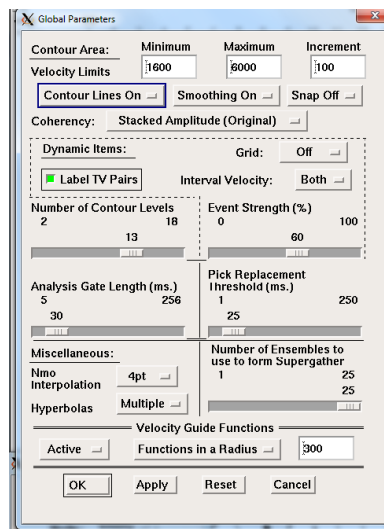 Global Parameters
Contour Area: Minimum Maximum Increment
Velocity Limits 1600 6000 100
Contour Lines On Smoothing On Snap Off
Coherency: Stacked Amplitude (Original)
Dynamic Items: Grid: Off
Label TV Pairs Interval Velocity: Both
Number of Contour Levels Event Strength (%)
2 18 0 100
13 60
Analysis Gate Length (ms.) Pick Replacement
Threshold (ms.)
5 256 1 250
30 25
Miscellaneous: Number of Ensembles to
use to form Supergather
Nmo
Interpolation 4pt 1 25
25
Hyperbolas Multiple
Velocity Guide Functions
Active Functions in a Radius 300
OK Apply Reset Cancel